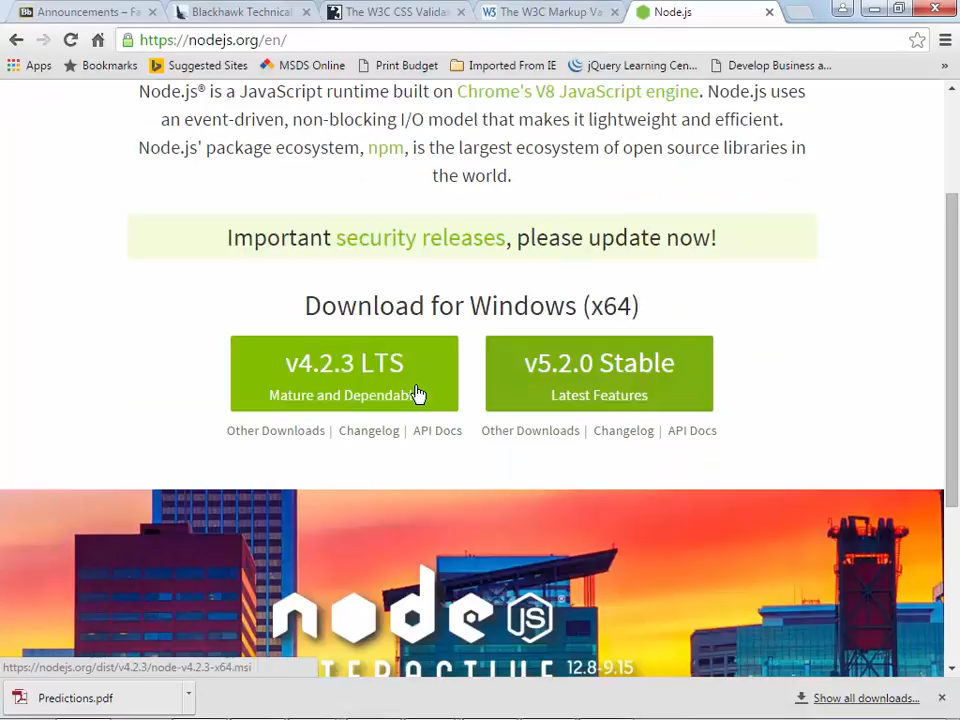 Announcements – Fa
Blackhawk Technical
The W3C CSS Valida
The W3C Markup Va
Node.js
https://nodejs.org/en/
Apps
Bookmarks
Suggested Sites
MSDS Online
Print Budget
Imported From IE
jQuery Learning Cen...
Develop Business a...
»
Node.js® is a JavaScript runtime built on Chrome's V8 JavaScript engine. Node.js uses
an event-driven, non-blocking I/O model that makes it lightweight and efficient.
Node.js' package ecosystem, npm, is the largest ecosystem of open source libraries in
the world.
Important security releases, please update now!
Download for Windows (x64)
v4.2.3 LTS
Mature and Dependab
v5.2.0 Stable
Latest Features
Other Downloads | Changelog | API Docs
Other Downloads | Changelog | API Docs
node JS
12.8-9.15
https://nodejs.org/dist/v4.2.3/node-v4.2.3-x64.msi
Predictions.pdf
Show all downloads...